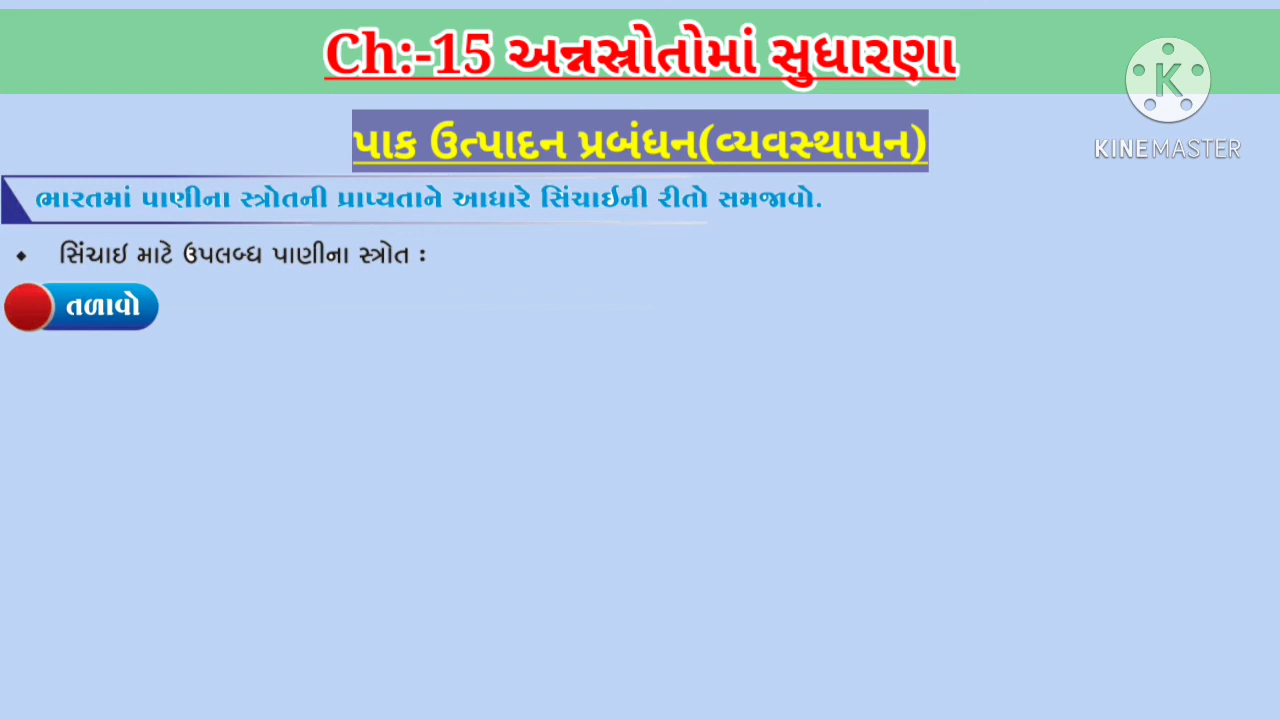 Ch:-15 અન્નસ્રોતોમાં સુધારણા
KINEMASTER
પાક ઉત્પાદન પ્રબંધન(વ્યવસ્થાપન)
ભારતમાં પાણીના સ્ત્રોતની પ્રાપ્યતાને આધારે સિંચાઈની રીતો સમજાવો.
◆ સિંચાઈ માટે ઉપલબ્ધ પાણીના સ્ત્રોત :
તળાવો